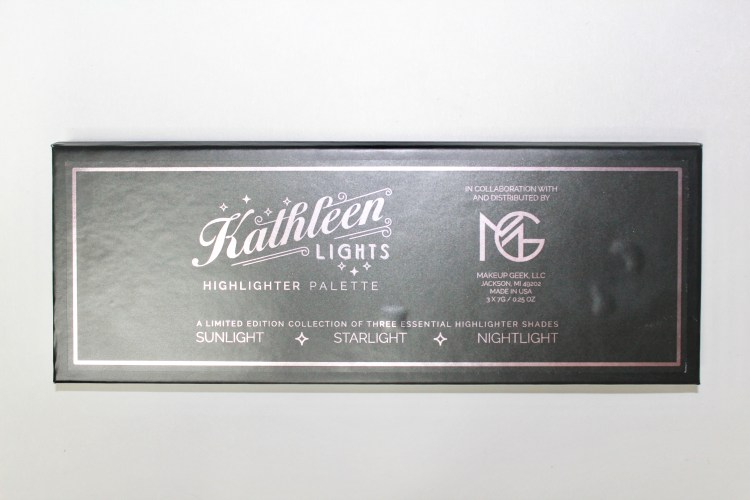 Kathleen
LIGHTS
HIGHLIGHTER PALETTE
IN COLLABORATION WITH
AND DISTRIBUTED BY
MG
MAKEUP GEEK, LLC
JACKSON, MI 49202
MADE IN USA
3 X 7G / 0.25 OZ
A LIMITED EDITION COLLECTION OF THREE ESSENTIAL HIGHLIGHTER SHADES
SUNLIGHT STARLIGHT NIGHTLIGHT